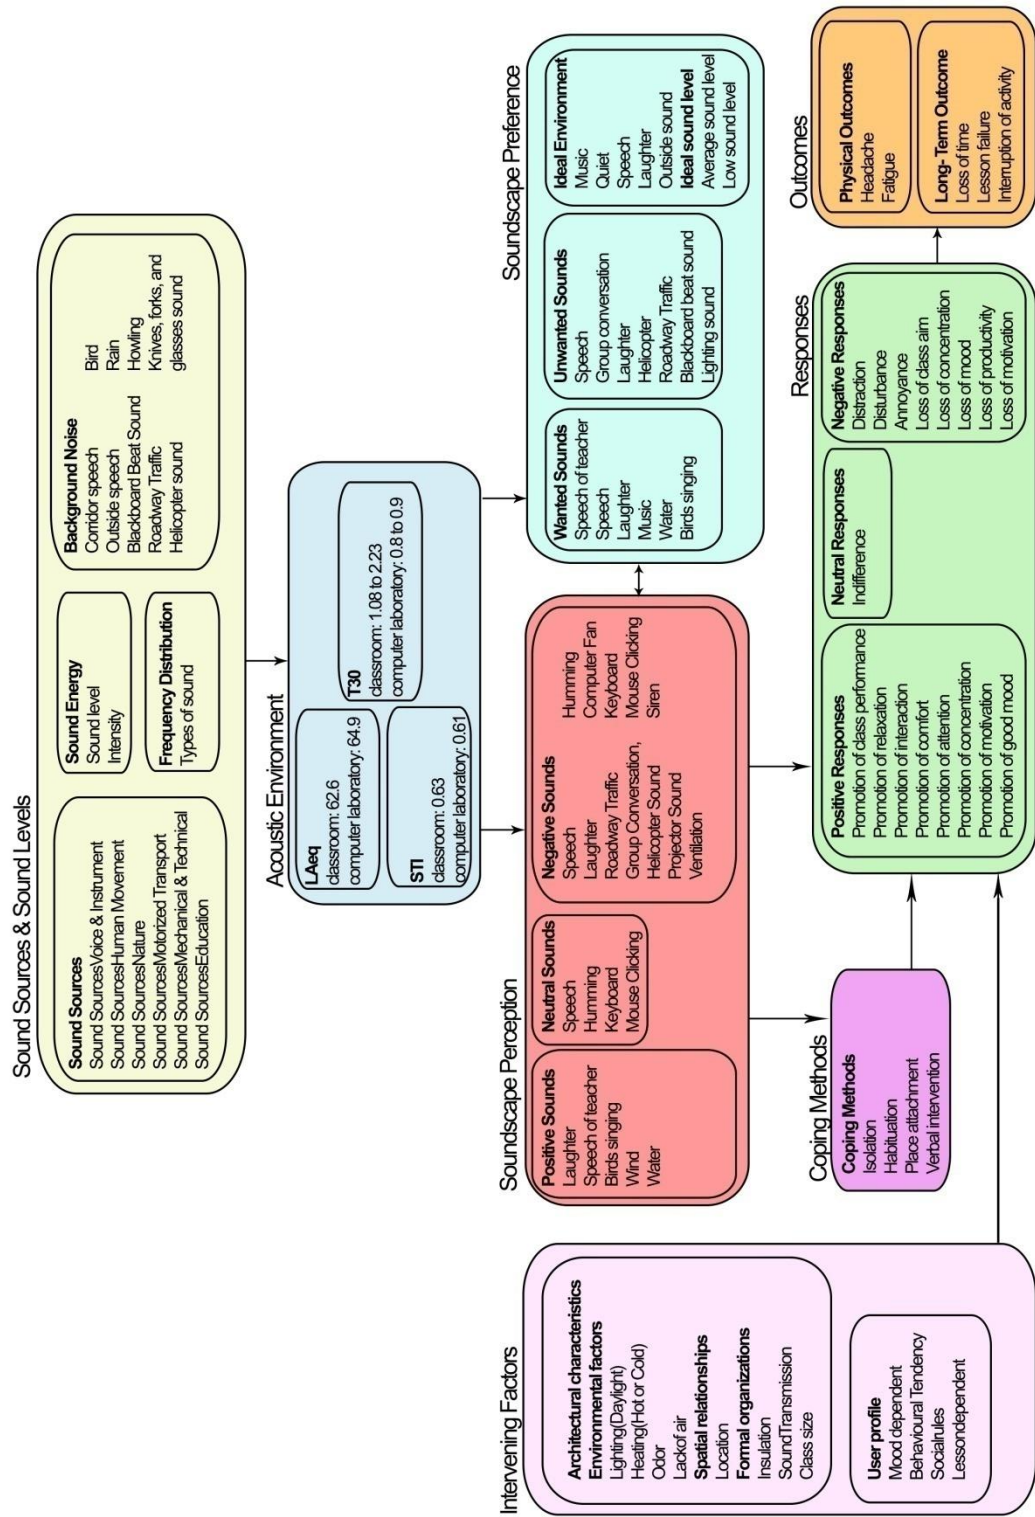 Sound Sources & Sound Levels
Sound Sources
Sound SourcesVoice & Instrument
Sound SourcesHuman Movement
Sound SourcesNature
Sound SourcesMotorized Transport
Sound SourcesMechanical & Technical
Sound SourcesEducation
Sound Energy
Sound level
Intensity
Frequency Distribution
Types of sound
Background Noise
Corridor speech
Outside speech
Blackboard Beat Sound
Roadway Traffic
Helicopter sound
Bird
Rain
Howling
Knives, forks, and
glasses sound
Acoustic Environment
LAeq
classroom: 62.6
computer laboratory: 64.9
STI
classroom: 0.63
computer laboratory: 0.61
T30
classroom: 1.08 to 2.23
computer laboratory: 0.8 to 0.9
Soundscape Perception
Positive Sounds
Laughter
Speech of teacher
Birds singing
Wind
Water
Neutral Sounds
Speech
Humming
Keyboard
Mouse Clicking
Negative Sounds
Speech
Laughter
Roadway Traffic
Group Conversation,
Helicopter Sound
Projector Sound
Ventilation
Humming
Computer Fan
Keyboard
Mouse Clicking
Siren
Soundscape Preference
Wanted Sounds
Speech of teacher
Speech
Laughter
Music
Water
Birds singing
Unwanted Sounds
Speech
Group conversation
Laughter
Helicopter
Roadway Traffic
Blackboard beat sound
Lighting sound
Ideal Environment
Music
Quiet
Speech
Laughter
Outside sound
Ideal sound level
Average sound level
Low sound level
Intervening Factors
Architectural characteristics
Environmental factors
Lighting(Daylight)
Heating(Hot or Cold)
Odor
Lackof air
Spatial relationships
Location
Formal organizations
Insulation
SoundTransmission
Class size
User profile
Mood dependent
Behavioural Tendency
Socialrules
Lessondependent
Coping Methods
Coping Methods
Isolation
Habituation
Place attachment
Verbal intervention
Responses
Positive Responses
Promotion of class performance
Promotion of relaxation
Promotion of interaction
Promotion of comfort
Promotion of attention
Promotion of concentration
Promotion of motivation
Promotion of good mood
Neutral Responses
Indifference
Negative Responses
Distraction
Disturbance
Annoyance
Loss of class aim
Loss of concentration
Loss of mood
Loss of productivity
Loss of motivation
Outcomes
Physical Outcomes
Headache
Fatigue
Long- Term Outcome
Loss of time
Lesson failure
Interruption of activity